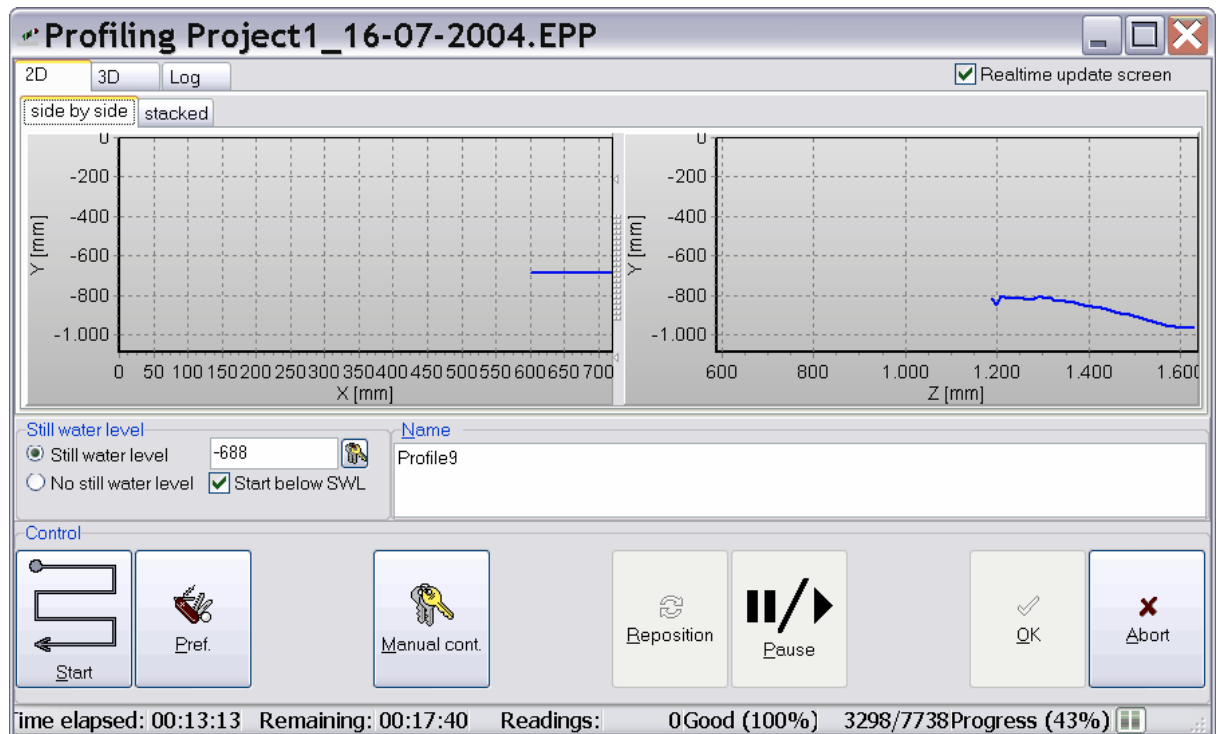 Profiling Project1_16-07-2004.EPP
2D 3D Log Realtime update screen
side by side stacked
0 0
-200 -200
-400 -400
Y [mm] Y [mm]
-600 -600
-800 -800
-1.000 -1.000
0 50 100 150 200 250 300 350 400 450 500 550 600 650 700 600 800 1.000 1.200 1.400 1.600
X [mm] Z [mm]
Still water level Name
Still water level -688 Profile9
No still water level Start below SWL
Control
Start Pref. Manual cont. Reposition Pause OK Abort
Time elapsed: 00:13:13 Remaining: 00:17:40 Readings: 0Good (100%) 3298/7738Progress (43%)